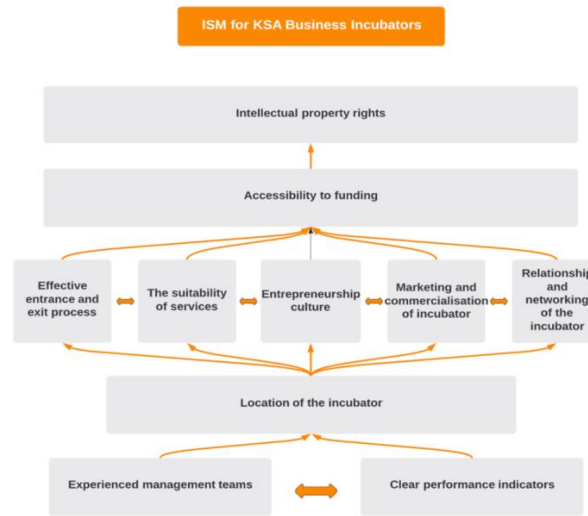 ISM for KSA Business Incubators
Intellectual property rights
Accessibility to funding
Effective
entrance and
exit process
The suitability
of services
Entrepreneurship
culture
Marketing and
commercialisation
of incubator
Relationship
and
networking
of the
incubator
Location of the incubator
Experienced management teams
Clear performance indicators